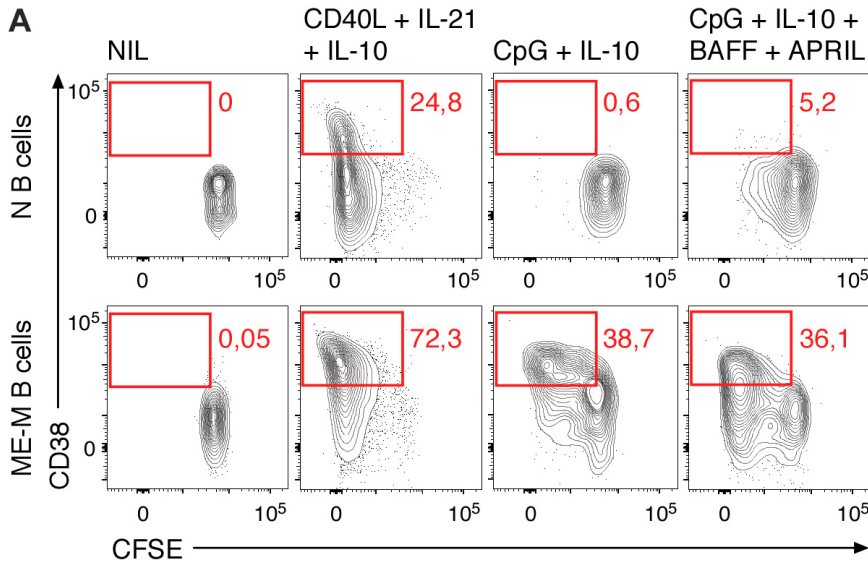 A
NIL
CD40L + IL-21
+ IL-10
CpG + IL-10
CpG + IL-10 +
BAFF + APRIL
N B cells
10⁵
0
0
24,8
0,6
5,2
0 10⁵
0 10⁵
0 10⁵
0 10⁵
ME-M B cells
CD38
10⁵
0
0,05
72,3
38,7
36,1
0 10⁵
0 10⁵
0 10⁵
0 10⁵
CFSE